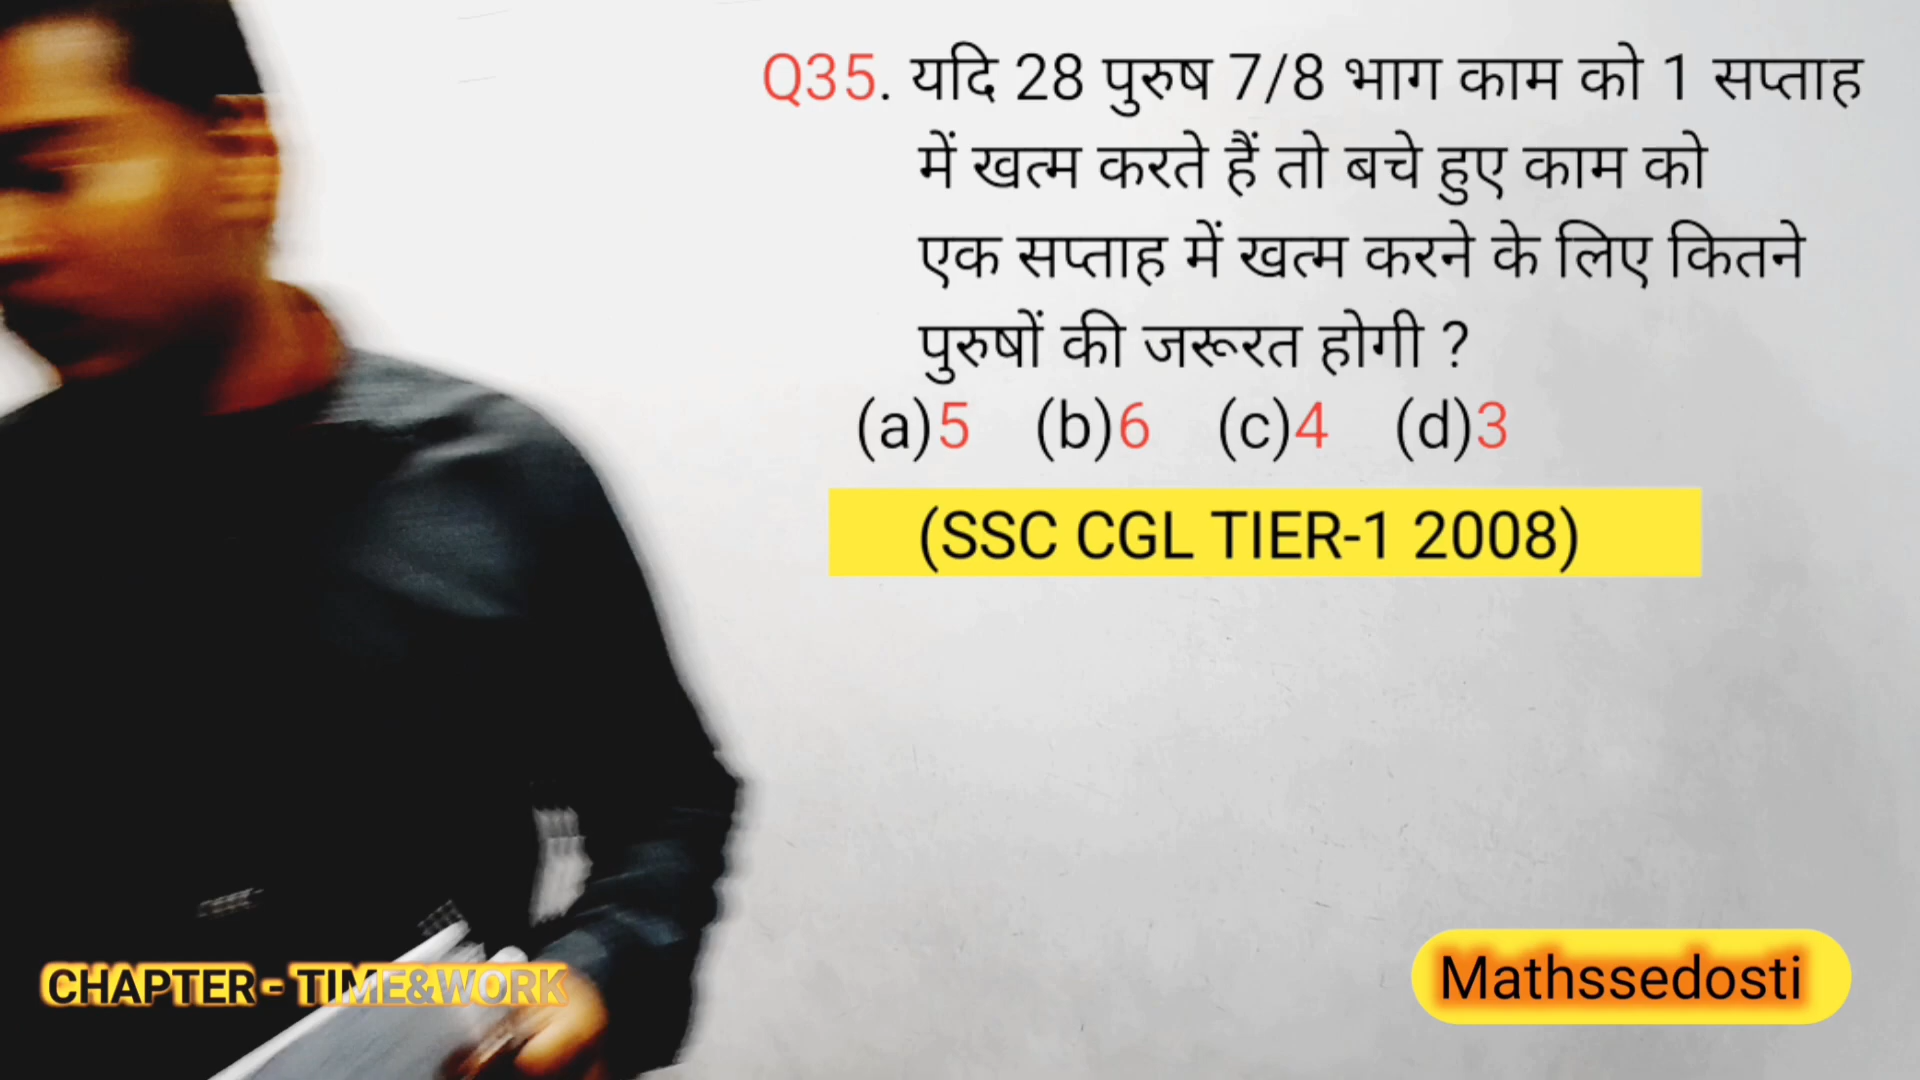 Q35. यदि 28 पुरुष 7/8 भाग काम को 1 सप्ताह
में खत्म करते हैं तो बचे हुए काम को
एक सप्ताह में खत्म करने के लिए कितने
पुरुषों की जरूरत होगी ?
(a)5 (b)6 (c)4 (d)3
(SSC CGL TIER-1 2008)
CHAPTER - TIME&WORK
Mathssedosti